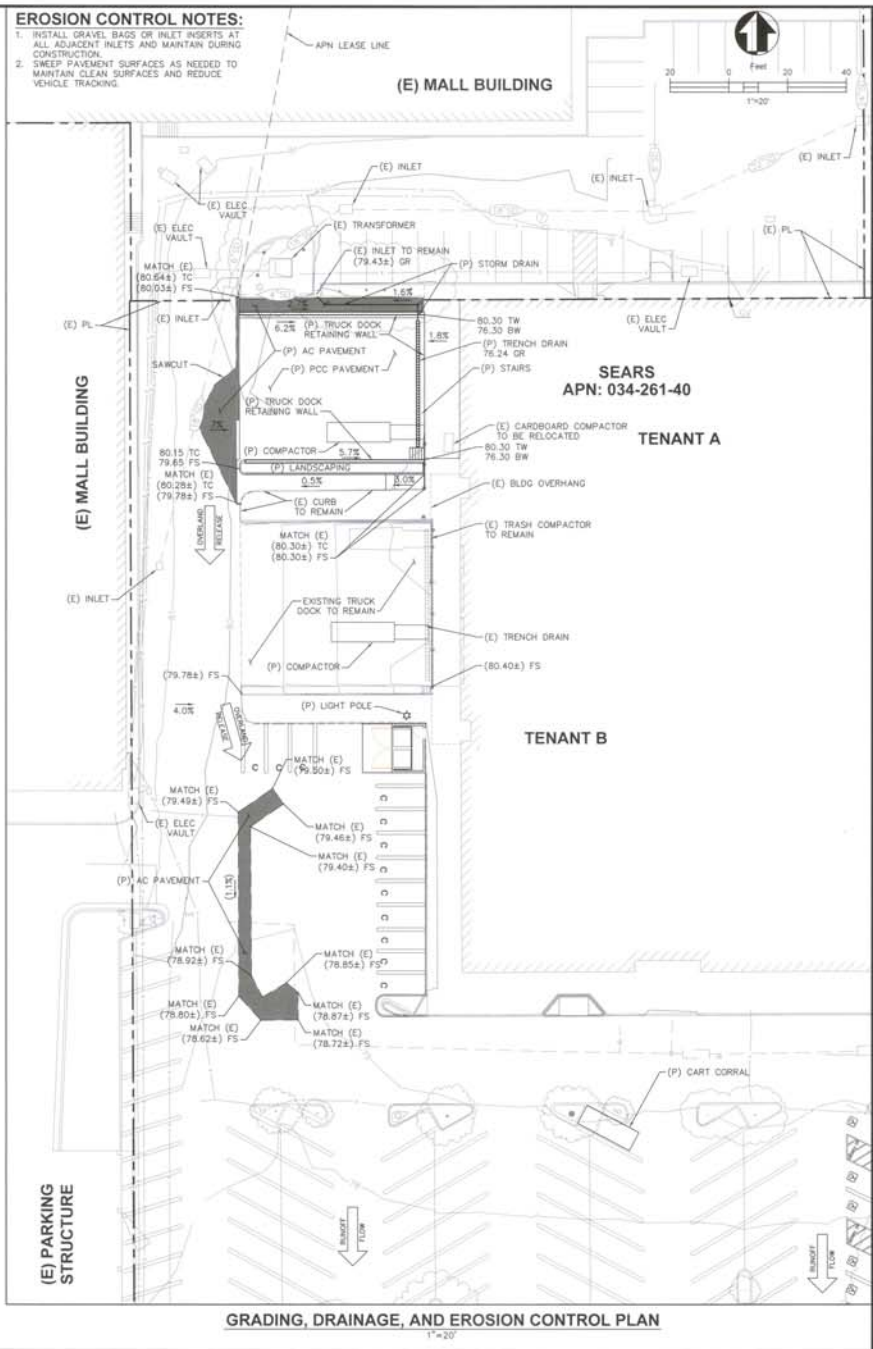 EROSION CONTROL NOTES:
1. INSTALL GRAVEL BAGS OR INLET INSERTS AT
ALL ADJACENT INLETS AND MAINTAIN DURING
CONSTRUCTION.
2. SWEEP PAVEMENT SURFACES AS NEEDED TO
MAINTAIN CLEAN SURFACES AND REDUCE
VEHICLE TRACKING.
APN LEASE LINE
(E) MALL BUILDING
Feet
20 0 20 40
1"=20'
(E) INLET
(E) INLET
(E) INLET
(E) ELEC
VAULT
(E) ELEC
VAULT
(E) TRANSFORMER
(E) INLET TO REMAIN
(79.43±) GR
(P) STORM DRAIN
(E) PL
MATCH (E)
(80.64±) TC
(80.03±) FS
1.6%
(E) PL
(E) INLET
6.2%
(P) TRUCK DOCK
RETAINING WALL
80.30 TW
76.30 BW
1.8%
(E) ELEC
VAULT
(P) AC PAVEMENT
(P) TRENCH DRAIN
76.24 GR
SAWCUT
(P) PCC PAVEMENT
(P) STAIRS
SEARS
APN: 034-261-40
(P) TRUCK DOCK
RETAINING WALL
TENANT A
(E) MALL BUILDING
7%
(P) COMPACTOR
5.7%
(E) CARDBOARD COMPACTOR
TO BE RELOCATED
80.15 TC
79.65 FS
80.30 TW
76.30 BW
(P) LANDSCAPING
MATCH (E)
(80.28±) TC
(79.78±) FS
0.5%
(E) BLDG OVERHANG
(E) CURB
TO REMAIN
OVERLAND
RELEASE
MATCH (E)
(80.30±) TC
(80.30±) FS
(E) TRASH COMPACTOR
TO REMAIN
(E) INLET
EXISTING TRUCK
DOCK TO REMAIN
(E) TRENCH DRAIN
(P) COMPACTOR
(79.78±) FS
(80.40±) FS
4.0%
(P) LIGHT POLE
OVERLAND
RELEASE
TENANT B
C C C
MATCH (E)
(79.50±) FS
MATCH (E)
(79.49±) FS
(E) ELEC
VAULT
MATCH (E)
(79.46±) FS
MATCH (E)
(79.40±) FS
(P) AC PAVEMENT
(1.1%)
MATCH (E)
(78.92±) FS
MATCH (E)
(78.85±) FS
MATCH (E)
(78.80±) FS
MATCH (E)
(78.87±) FS
MATCH (E)
(78.62±) FS
MATCH (E)
(78.72±) FS
(P) CART CORRAL
(E) PARKING
STRUCTURE
RUNOFF
FLOW
RUNOFF
FLOW
GRADING, DRAINAGE, AND EROSION CONTROL PLAN
1"=20'